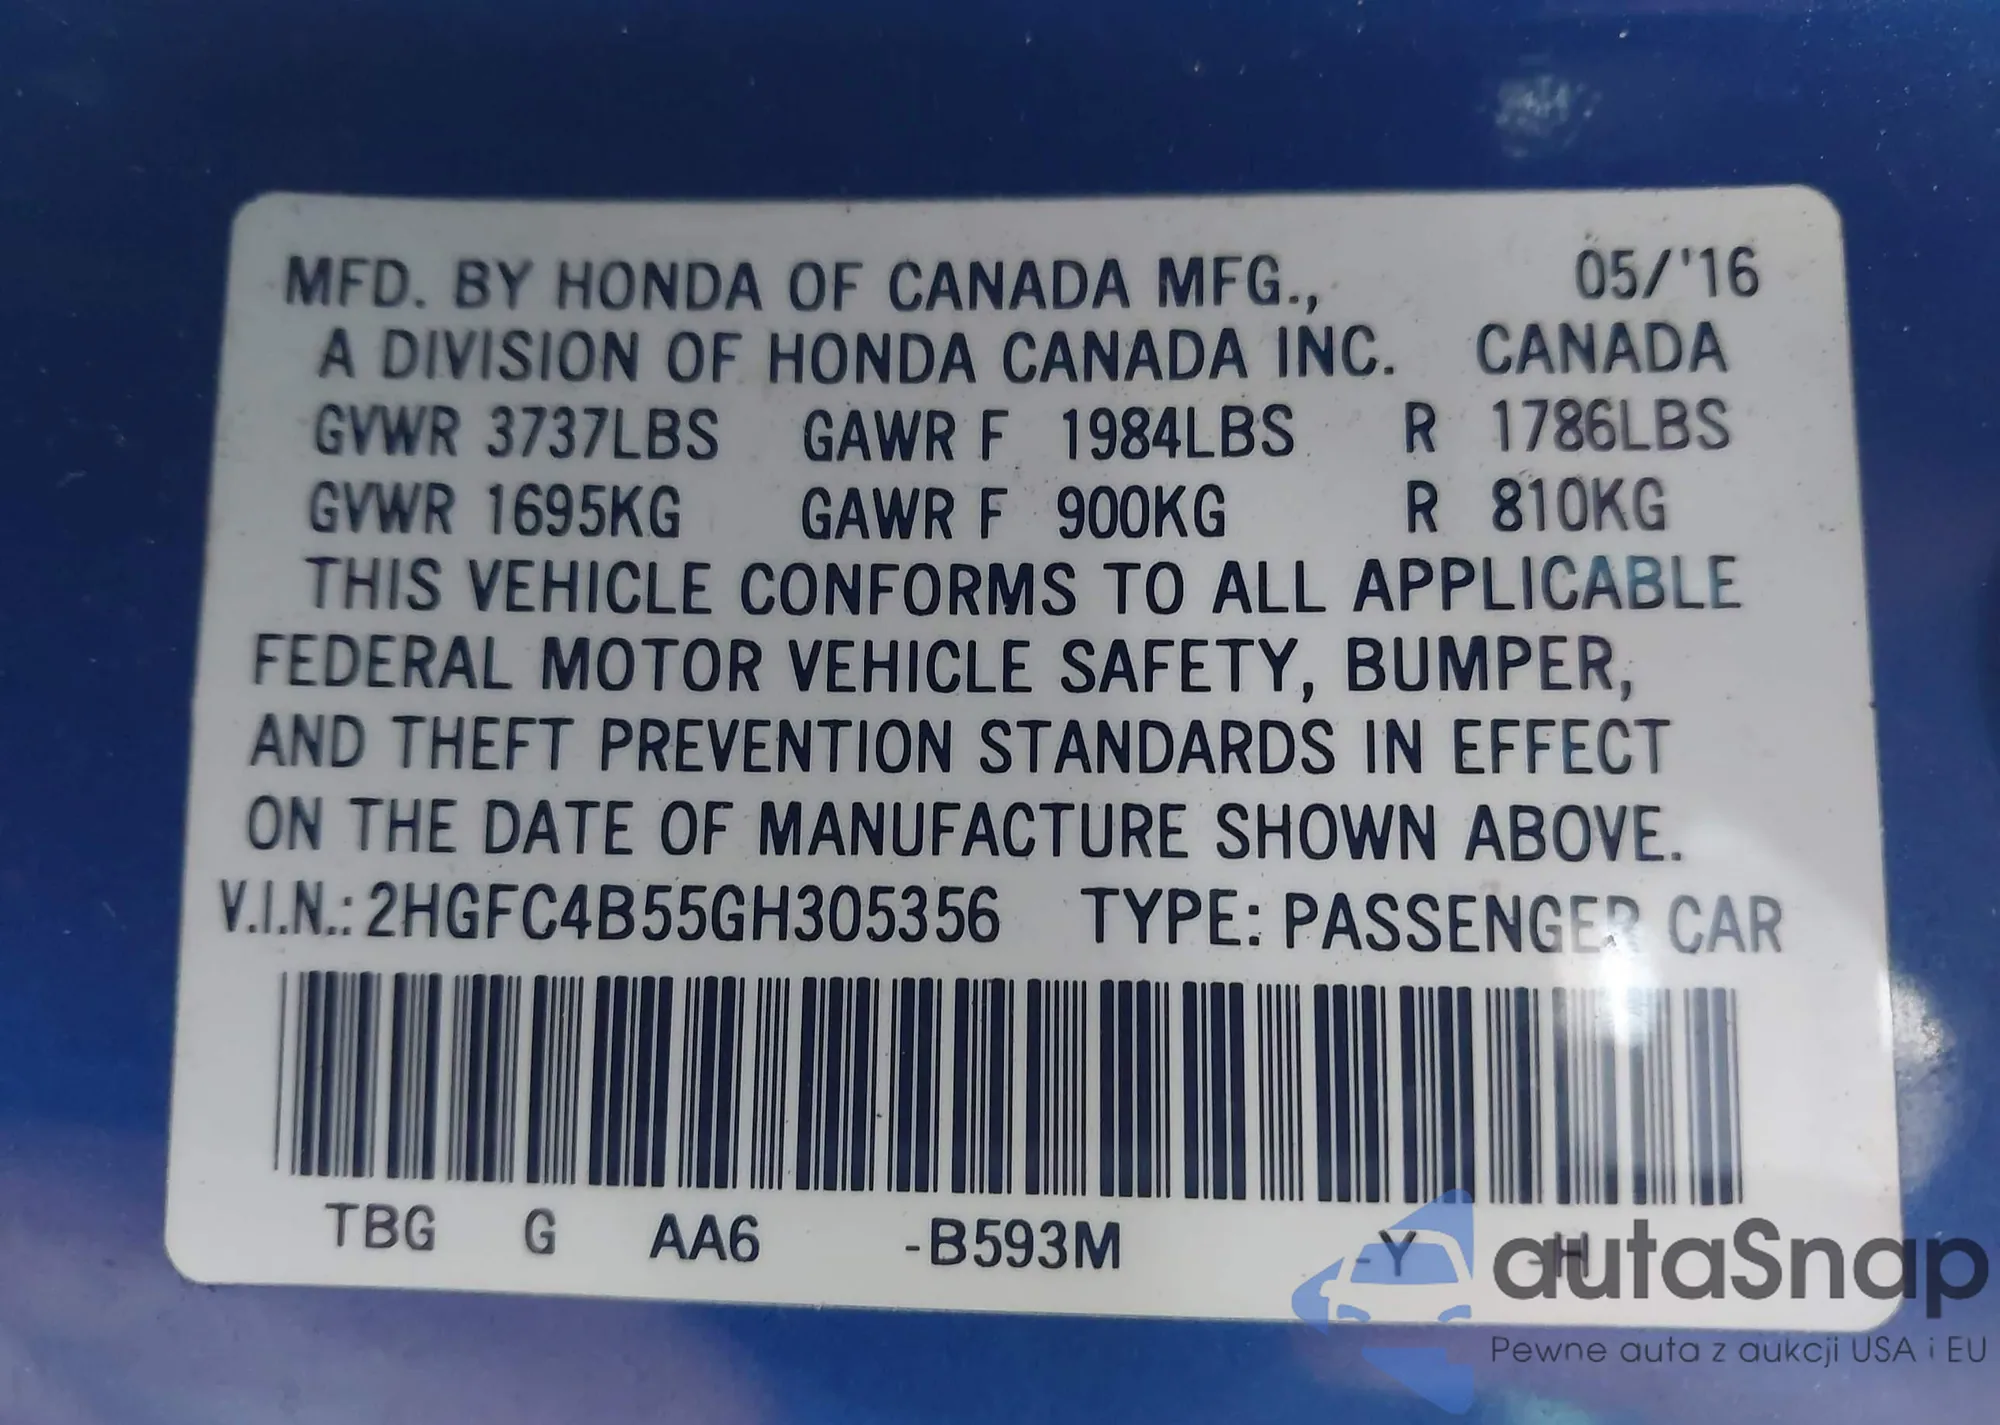 MFD. BY HONDA OF CANADA MFG., 05/'16
A DIVISION OF HONDA CANADA INC. CANADA
GVWR 3737LBS GAWR F 1984LBS R 1786LBS
GVWR 1695KG GAWR F 900KG R 810KG
THIS VEHICLE CONFORMS TO ALL APPLICABLE
FEDERAL MOTOR VEHICLE SAFETY, BUMPER,
AND THEFT PREVENTION STANDARDS IN EFFECT
ON THE DATE OF MANUFACTURE SHOWN ABOVE.
V.I.N.: 2HGFC4B55GH305356 TYPE: PASSENGER CAR
TBG G AA6 -B593M -Y -H
autaSnap
Pewne auta z aukcji USA i EU